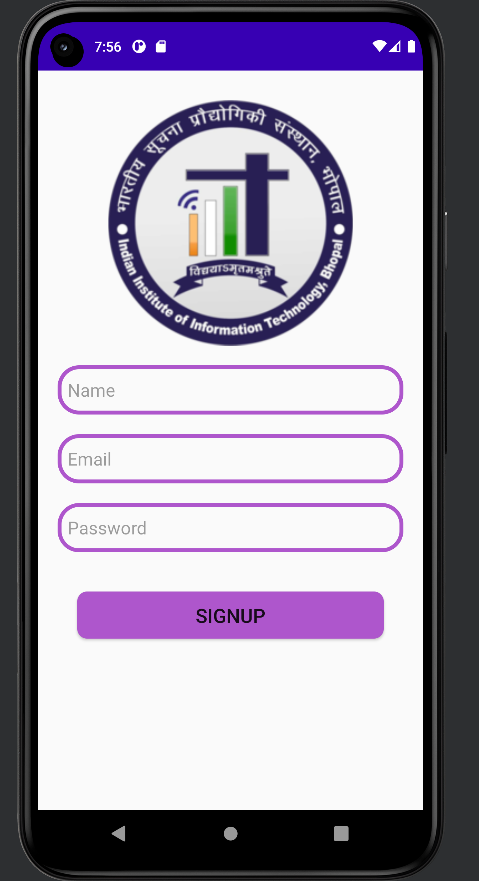 7:56
भारतीय सूचना प्रौद्योगिकी संस्थान, भोपाल
विद्ययाऽमृतमश्नुते
Indian Institute of Information Technology, Bhopal
Name
Email
Password
SIGNUP